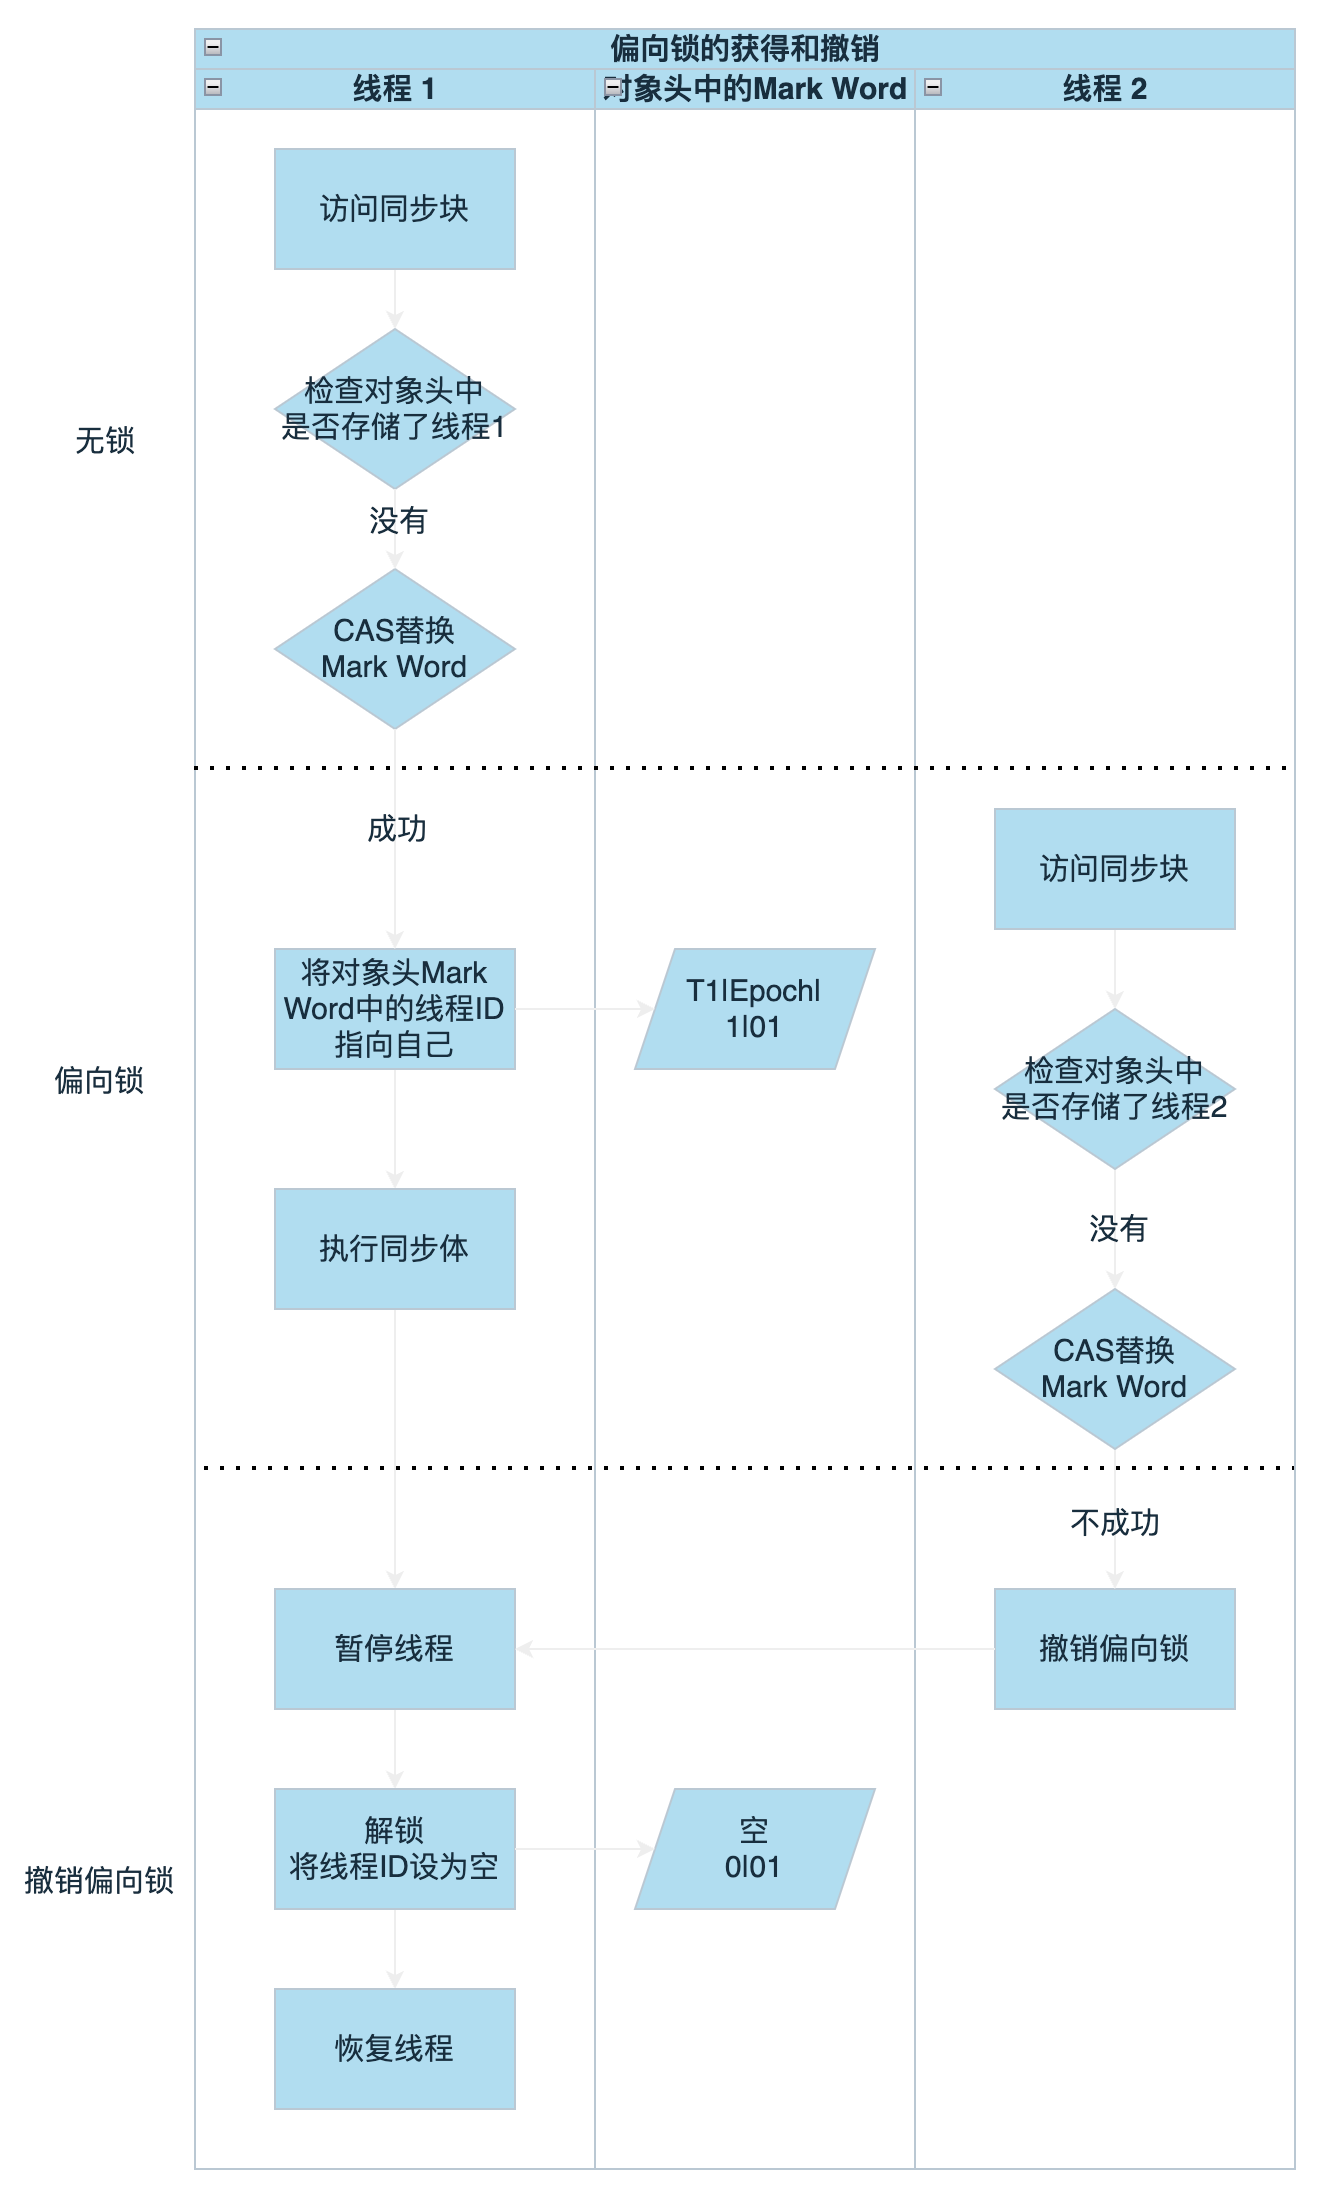 偏向锁的获得和撤销
线程 1
对象头中的Mark Word
线程 2
访问同步块
检查对象头中
是否存储了线程1
无锁
没有
CAS替换
Mark Word
成功
访问同步块
将对象头Mark
Word中的线程ID
指向自己
T1|Epoch|
1|01
检查对象头中
是否存储了线程2
偏向锁
没有
执行同步体
CAS替换
Mark Word
不成功
暂停线程
撤销偏向锁
解锁
将线程ID设为空
空
0|01
撤销偏向锁
恢复线程